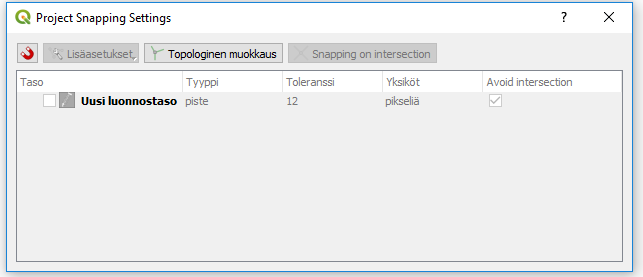 Project Snapping Settings
?
Lisäasetukset
Topologinen muokkaus
Snapping on intersection
Taso Tyyppi Toleranssi Yksiköt Avoid intersection
Uusi luonnostaso piste 12 pikseliä